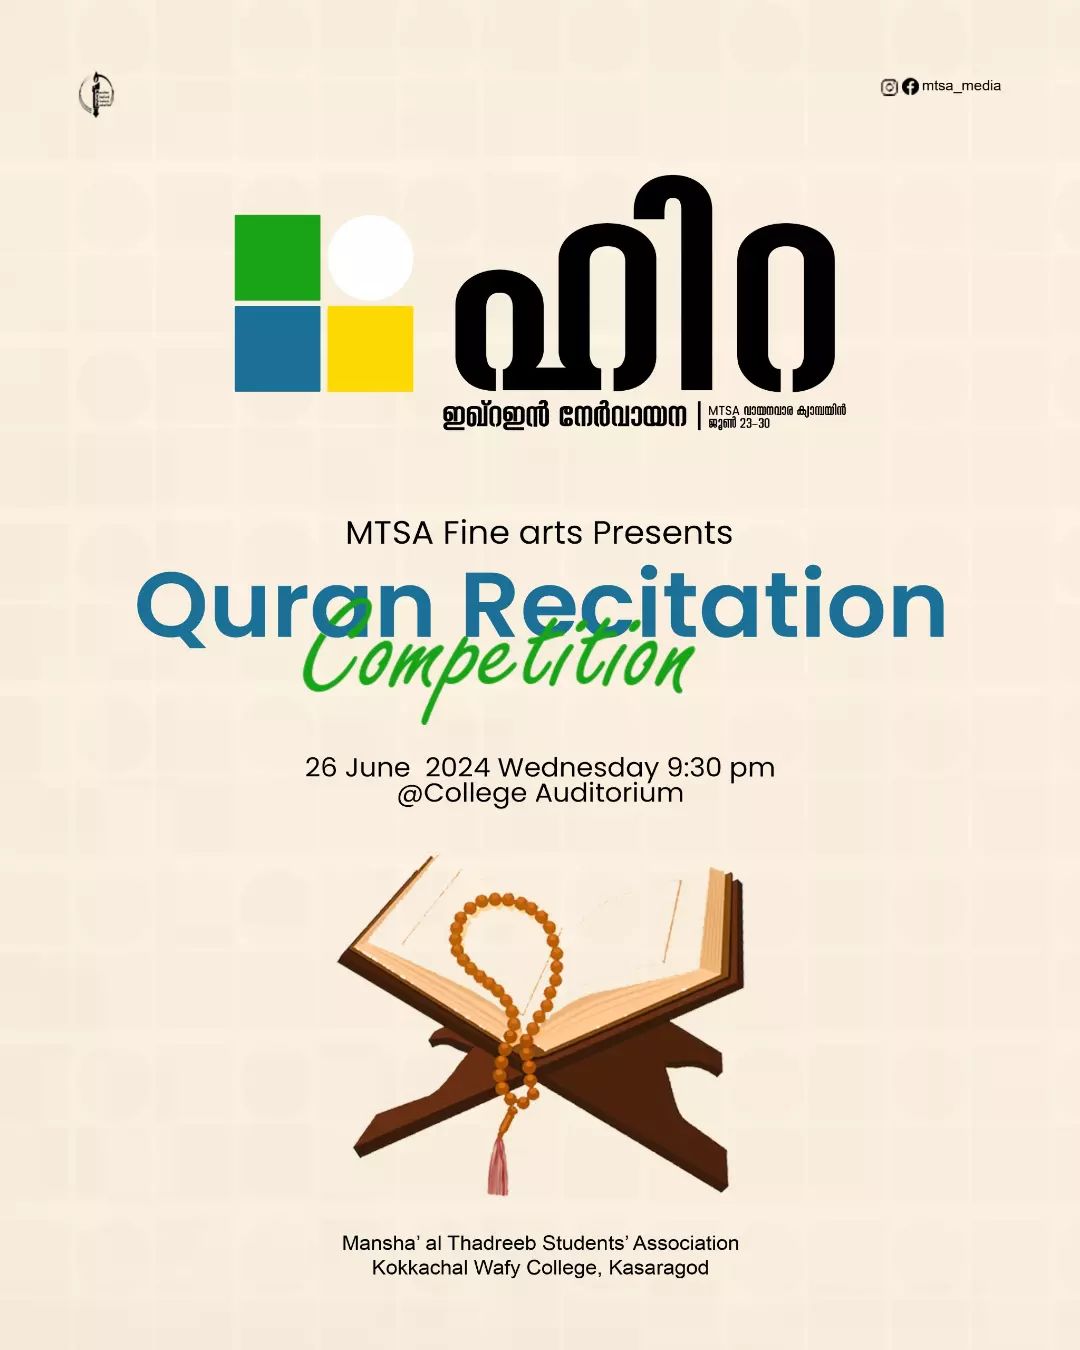 mtsa_media
ഹിറ
ഇഖ്റഇൻ നേർവായന
MTSA വായനവാര ക്യാമ്പയിൻ
ജൂൺ 23-30
MTSA Fine arts Presents
Quran Recitation
Competition
26 June 2024 Wednesday 9:30 pm
@College Auditorium
Mansha' al Thadreeb Students' Association
Kokkachal Wafy College, Kasaragod